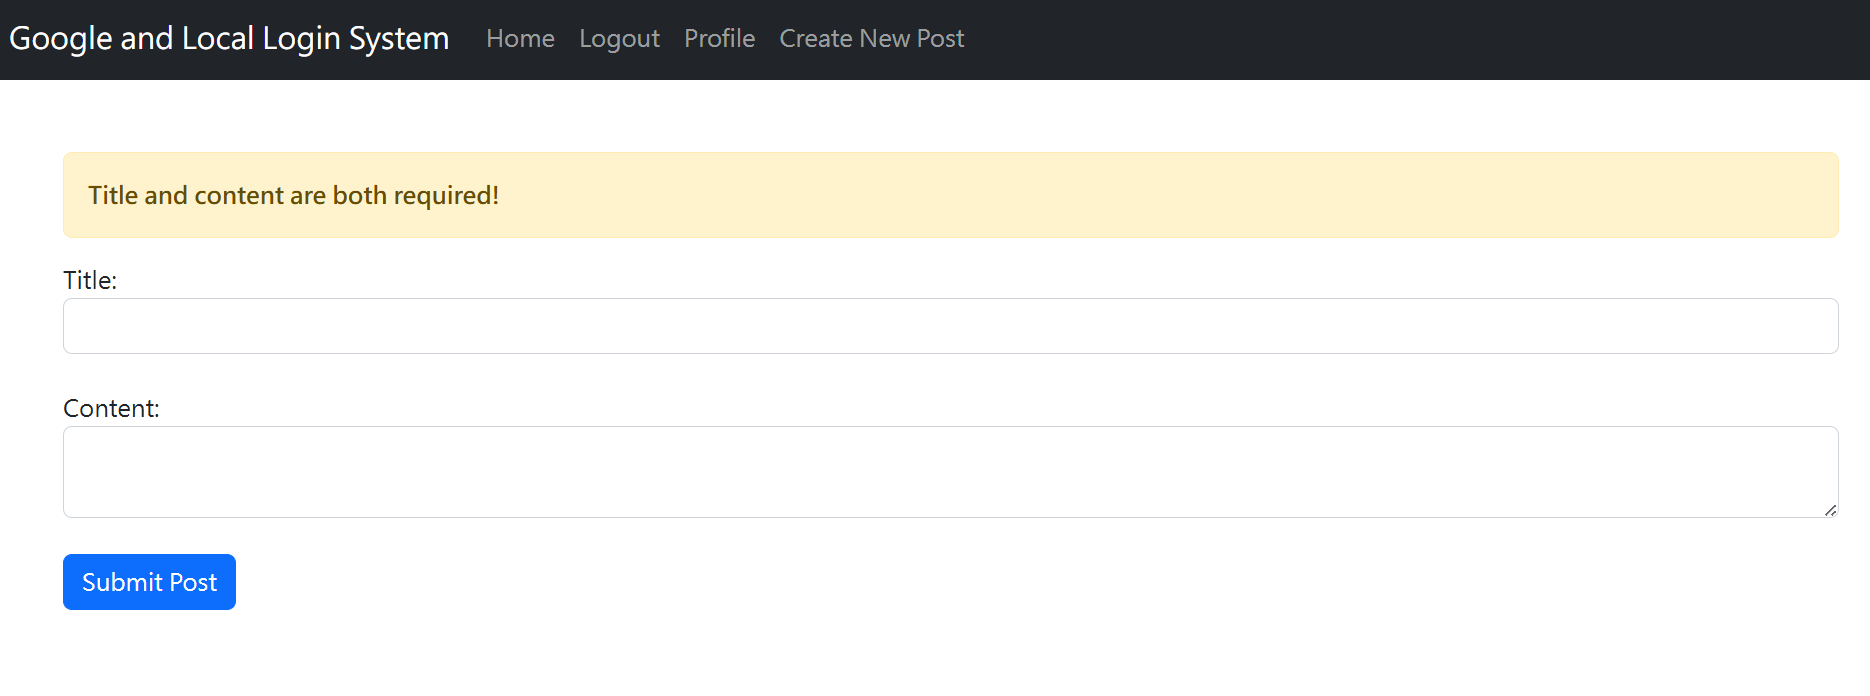 Google and Local Login System Home Logout Profile Create New Post
Title and content are both required!
Title:
Content:
Submit Post